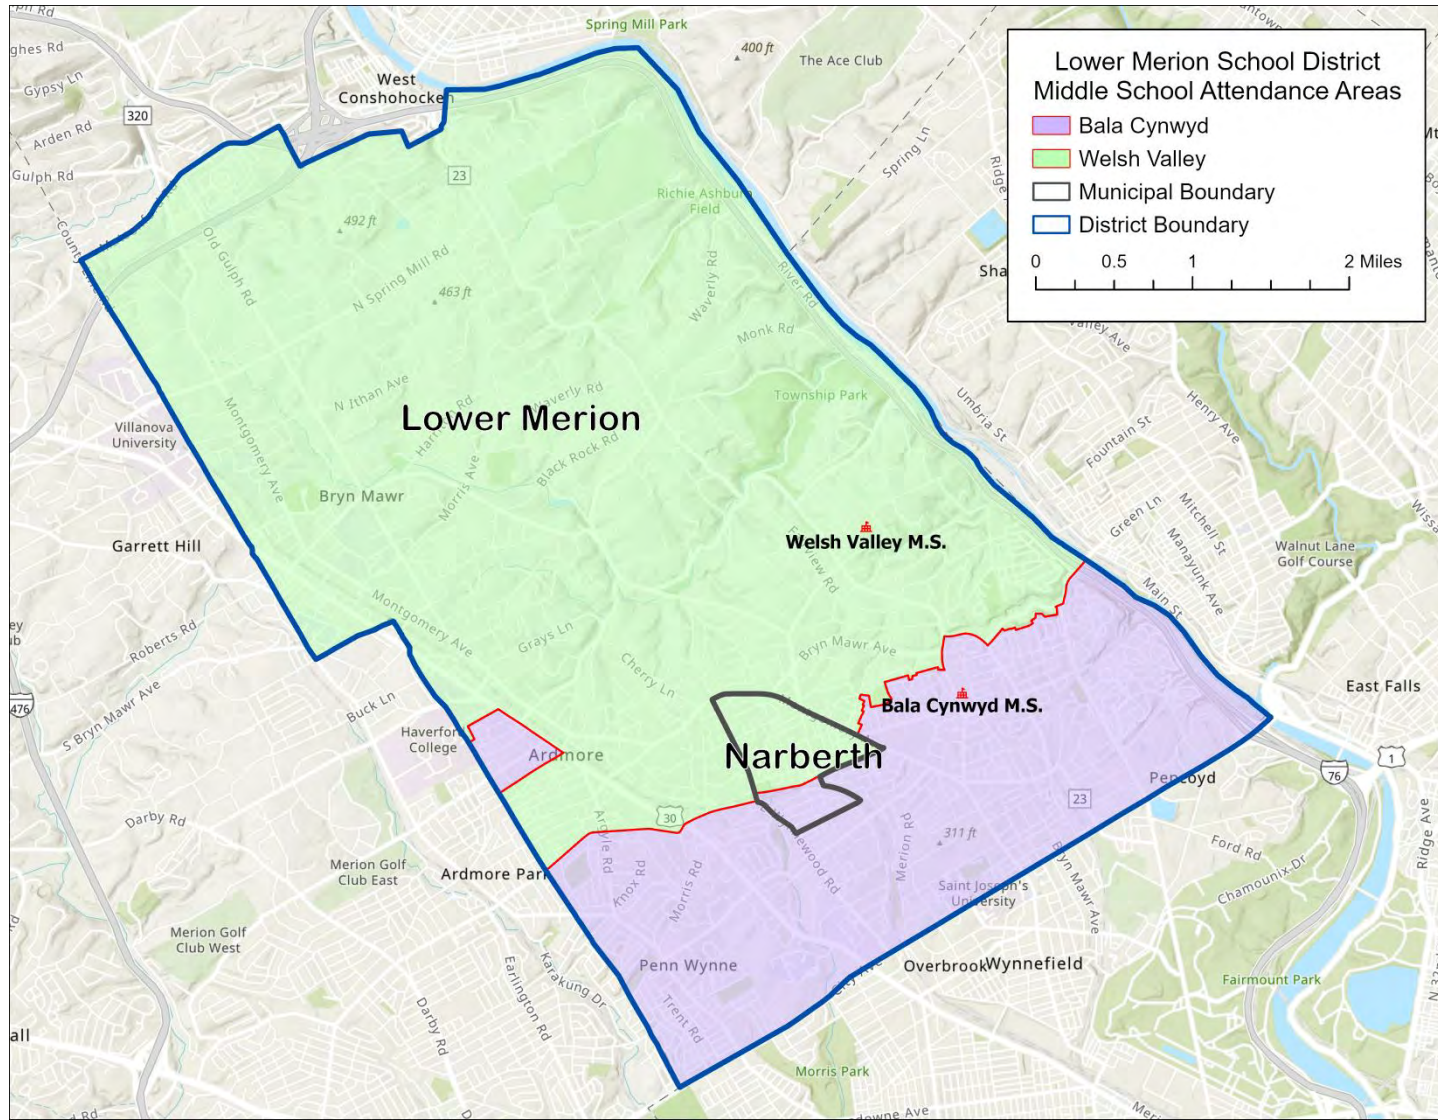 Spring Mill Park
400 ft
The Ace Club
West
Conshohocken
Gypsy Ln
Arden Rd
Gulph Rd
320
23
Spring Ln
Richie Ashburn
Field
492 ft
Old Gulph Rd
N Spring Mill Rd
463 ft
Waverly Rd
River Rd
Monk Rd
Lower Merion School District
Middle School Attendance Areas
Bala Cynwyd
Welsh Valley
Municipal Boundary
District Boundary
0 0.5 1 2 Miles
N Ithan Ave
Waverly Rd
Township Park
Umbria St
Henry Ave
Fountain St
Lower Merion
Villanova
University
Montgomery Ave
Morris Ave
Black Rock Rd
Bryn Mawr
Garrett Hill
Welsh Valley M.S.
Green Ln
Mitchell St
Manayunk Ave
Main St
Walnut Lane
Golf Course
Roberts Rd
Montgomery Ave
Grays Ln
Cherry Ln
Bryn Mawr Ave
S Bryn Mawr Ave
Buck Ln
476
Haverford
College
Ardmore
Bala Cynwyd M.S.
Narberth
East Falls
1
76
Pencoyd
23
30
Darby Rd
Argyle Rd
Knox Rd
Morris Rd
Merion Rd
311 ft
Ford Rd
Chamounix Dr
Ridge Ave
Merion Golf
Club East
Ardmore Park
Saint Joseph's
University
Bryn Mawr Ave
Merion Golf
Club West
Penn Wynne
Trent Rd
City Ave
Overbrook
Wynnefield
Fairmount Park
Karakung Dr
Earlington Rd
Darby Rd
Morris Park